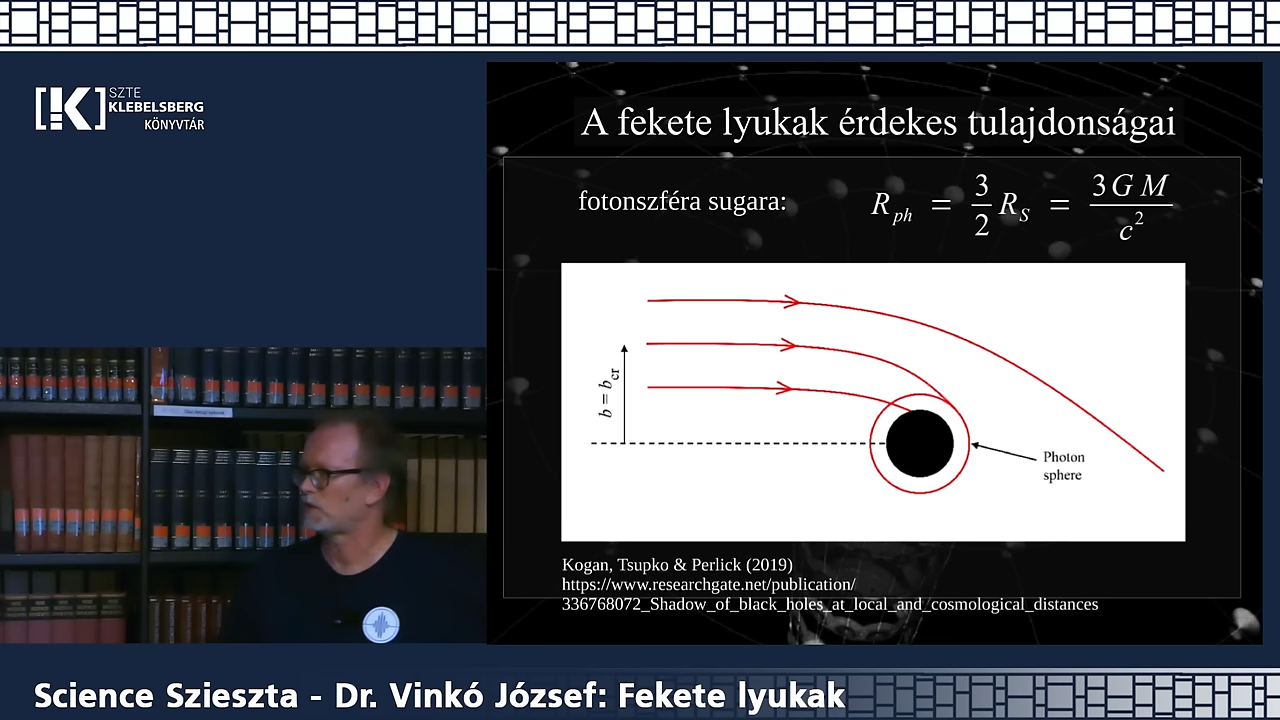 SZTE
KLEBELSBERG
KÖNYVTÁR
A fekete lyukak érdekes tulajdonságai
fotonszféra sugara:
R_ph = 3/2 R_S = 3 G M / c^2
b = b_cr
Photon
sphere
Kogan, Tsupko & Perlick (2019)
https://www.researchgate.net/publication/
336768072_Shadow_of_black_holes_at_local_and_cosmological_distances
Science Szieszta - Dr. Vinkó József: Fekete lyukak